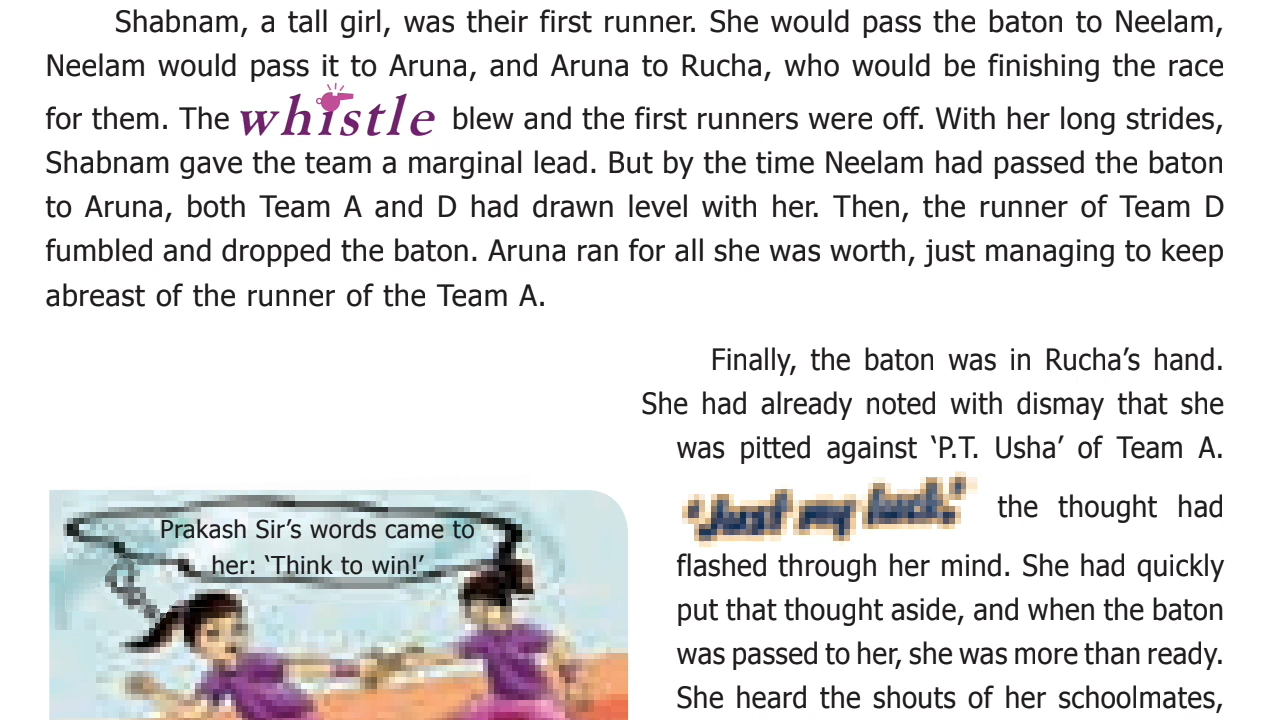 Shabnam, a tall girl, was their first runner. She would pass the baton to Neelam,
Neelam would pass it to Aruna, and Aruna to Rucha, who would be finishing the race
for them. The whistle blew and the first runners were off. With her long strides,
Shabnam gave the team a marginal lead. But by the time Neelam had passed the baton
to Aruna, both Team A and D had drawn level with her. Then, the runner of Team D
fumbled and dropped the baton. Aruna ran for all she was worth, just managing to keep
abreast of the runner of the Team A.
Finally, the baton was in Rucha’s hand.
She had already noted with dismay that she
was pitted against ‘P.T. Usha’ of Team A.
‘Just my luck.’ the thought had
flashed through her mind. She had quickly
put that thought aside, and when the baton
was passed to her, she was more than ready.
She heard the shouts of her schoolmates,
Prakash Sir’s words came to
her: ‘Think to win!’